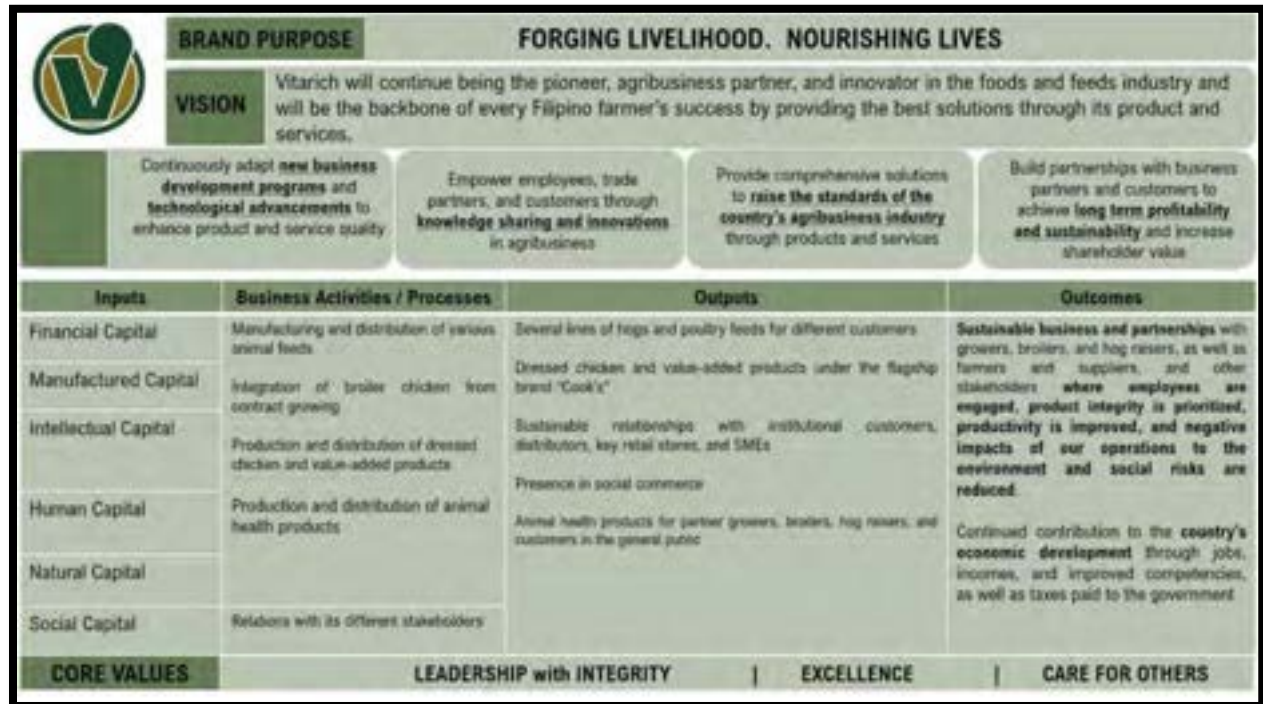 BRAND PURPOSE
FORGING LIVELIHOOD. NOURISHING LIVES
VISION
Vitarich will continue being the pioneer, agribusiness partner, and innovator in the foods and feeds industry and
will be the backbone of every Filipino farmer's success by providing the best solutions through its product and
services.
Continuously adapt new business
development programs and
technological advancements to
enhance product and service quality
Empower employees, trade
partners, and customers through
knowledge sharing and innovations
in agribusiness
Provide comprehensive solutions
to raise the standards of the
country's agribusiness industry
through products and services
Build partnerships with business
partners and customers to
achieve long term profitability
and sustainability and increase
shareholder value
Inputs
Business Activities / Processes
Outputs
Outcomes
Financial Capital
Manufactured Capital
Intellectual Capital
Human Capital
Natural Capital
Social Capital
Manufacturing and distribution of various
animal feeds
Integration of broiler chicken from
contract growing
Production and distribution of dressed
chicken and value-added products
Production and distribution of animal
health products
Relations with its different stakeholders
Several lines of hogs and poultry feeds for different customers
Dressed chicken and value-added products under the flagship
brand "Cook's"
Sustainable relationships with institutional customers,
distributors, key retail stores, and SMEs
Presence in social commerce
Animal health products for partner growers, broilers, hog raisers, and
customers in the general public
Sustainable business and partnerships with
growers, broilers, and hog raisers, as well as
farmers and suppliers, and other
stakeholders where employees are
engaged, product integrity is prioritized,
productivity is improved, and negative
impacts of our operations to the
environment and social risks are
reduced.
Continued contribution to the country's
economic development through jobs,
incomes, and improved competencies,
as well as taxes paid to the government
CORE VALUES
LEADERSHIP with INTEGRITY | EXCELLENCE | CARE FOR OTHERS